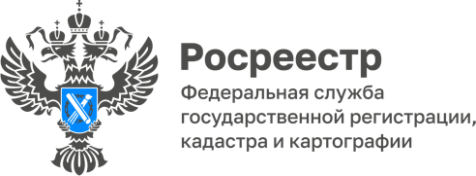 Росреестр
Федеральная служба
государственной регистрации,
кадастра и картографии